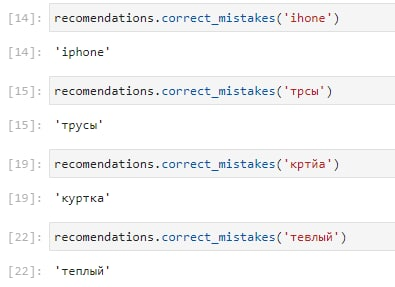 [14]: recomendations.correct_mistakes('ihone')
[14]: 'iphone'
[15]: recomendations.correct_mistakes('трсы')
[15]: 'трусы'
[19]: recomendations.correct_mistakes('кртйа')
[19]: 'куртка'
[22]: recomendations.correct_mistakes('тевлый')
[22]: 'теплый'